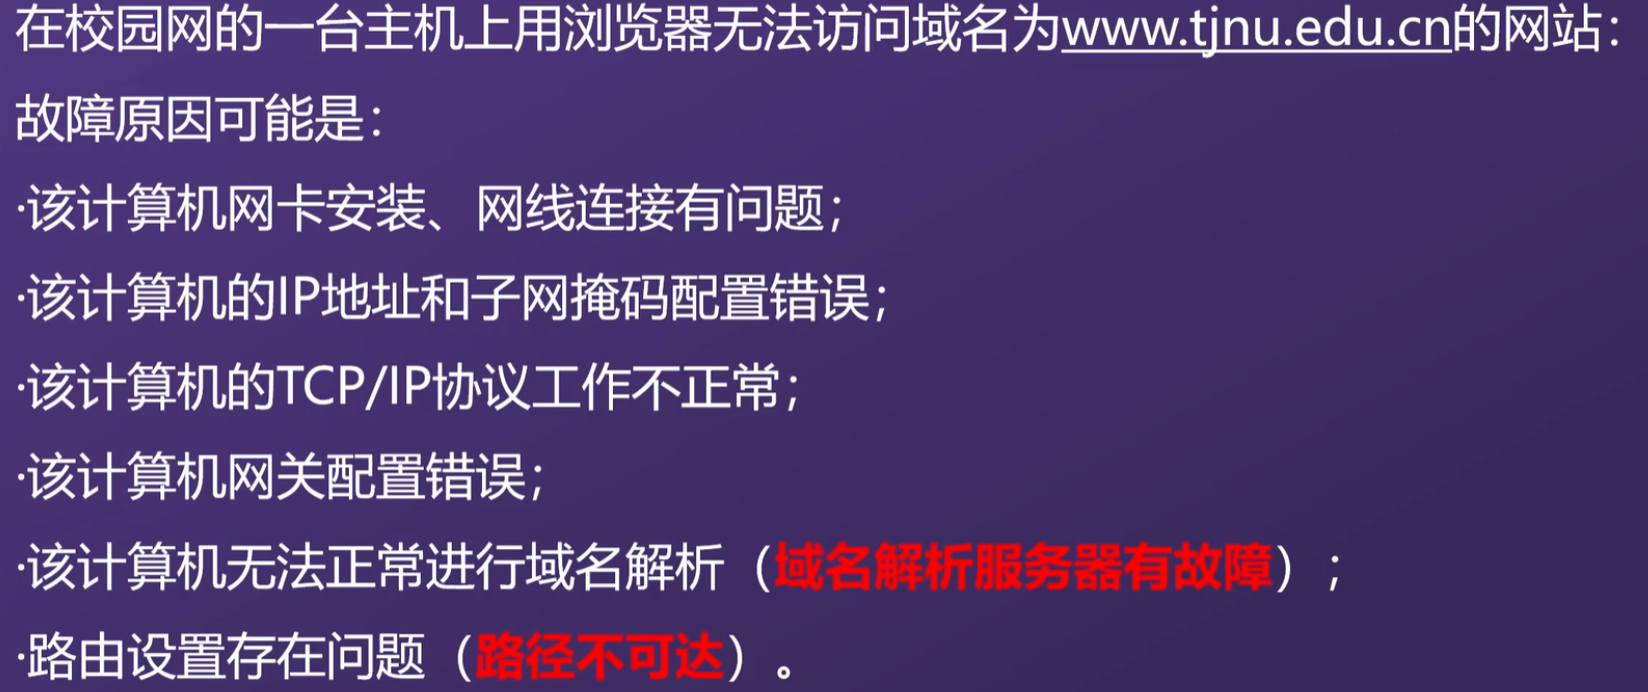 在校园网的一台主机上用浏览器无法访问域名为www.tjnu.edu.cn的网站：
故障原因可能是：
·该计算机网卡安装、网线连接有问题；
·该计算机的IP地址和子网掩码配置错误；
·该计算机的TCP/IP协议工作不正常；
·该计算机网关配置错误；
·该计算机无法正常进行域名解析（域名解析服务器有故障）；
·路由设置存在问题（路径不可达）。